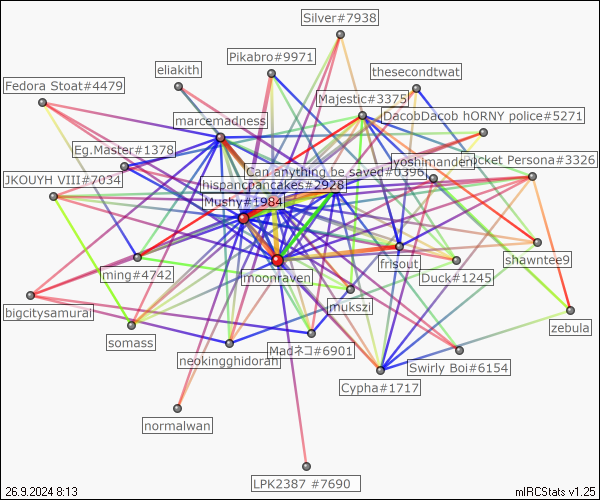 Silver#7938
Pikabro#9971
eliakith
thesecondtwat
Fedora Stoat#4479
Majestic#3375
DacobDacob hORNY police#5271
marcemadness
Eg.Master#1378
yoshimanden
Pocket Persona#3326
Can anything be saved?
JKOUYH VIII#7034
hispancpancakes#2928
Mushy#1984
ming#4742
moonraven
frisout
Duck#1245
shawntee9
bigcitysamurai
mukszi
zebula
somass
neokingghidorah
Madネコ#6901
Swirly Boi#6154
Cypha#1717
normalwan
LPK2387 #7690
26.9.2024 8:13
mIRCStats v1.25